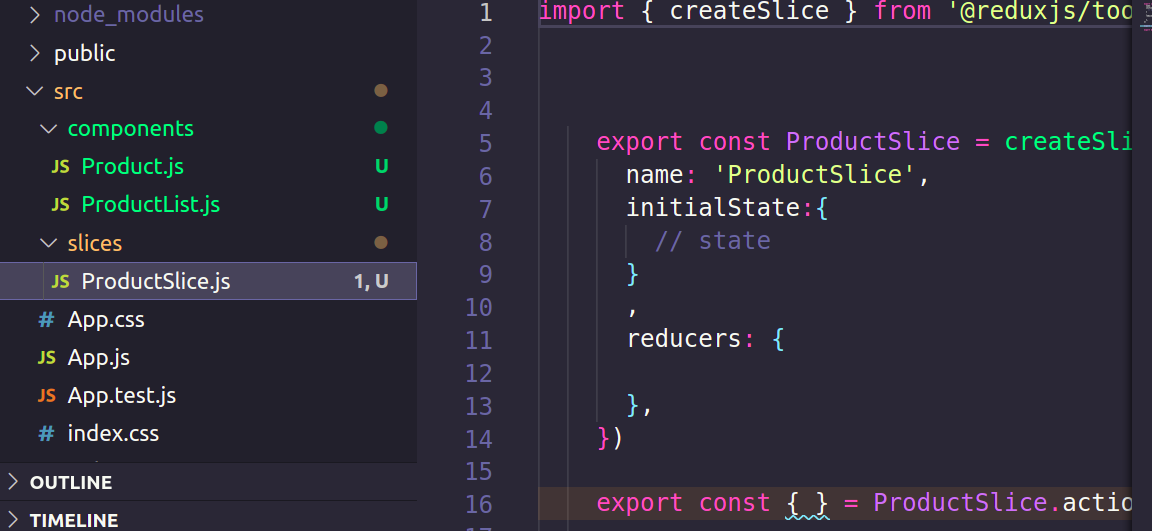 node_modules
public
src
components
JS Product.js U
JS ProductList.js U
slices
JS ProductSlice.js 1, U
# App.css
JS App.js
JS App.test.js
# index.css
OUTLINE
TIMELINE
1 import { createSlice } from '@reduxjs/too
2
3
4
5 export const ProductSlice = createSli
6 name: 'ProductSlice',
7 initialState:{
8 // state
9 }
10 ,
11 reducers: {
12
13 },
14 })
15
16 export const { } = ProductSlice.actio
17